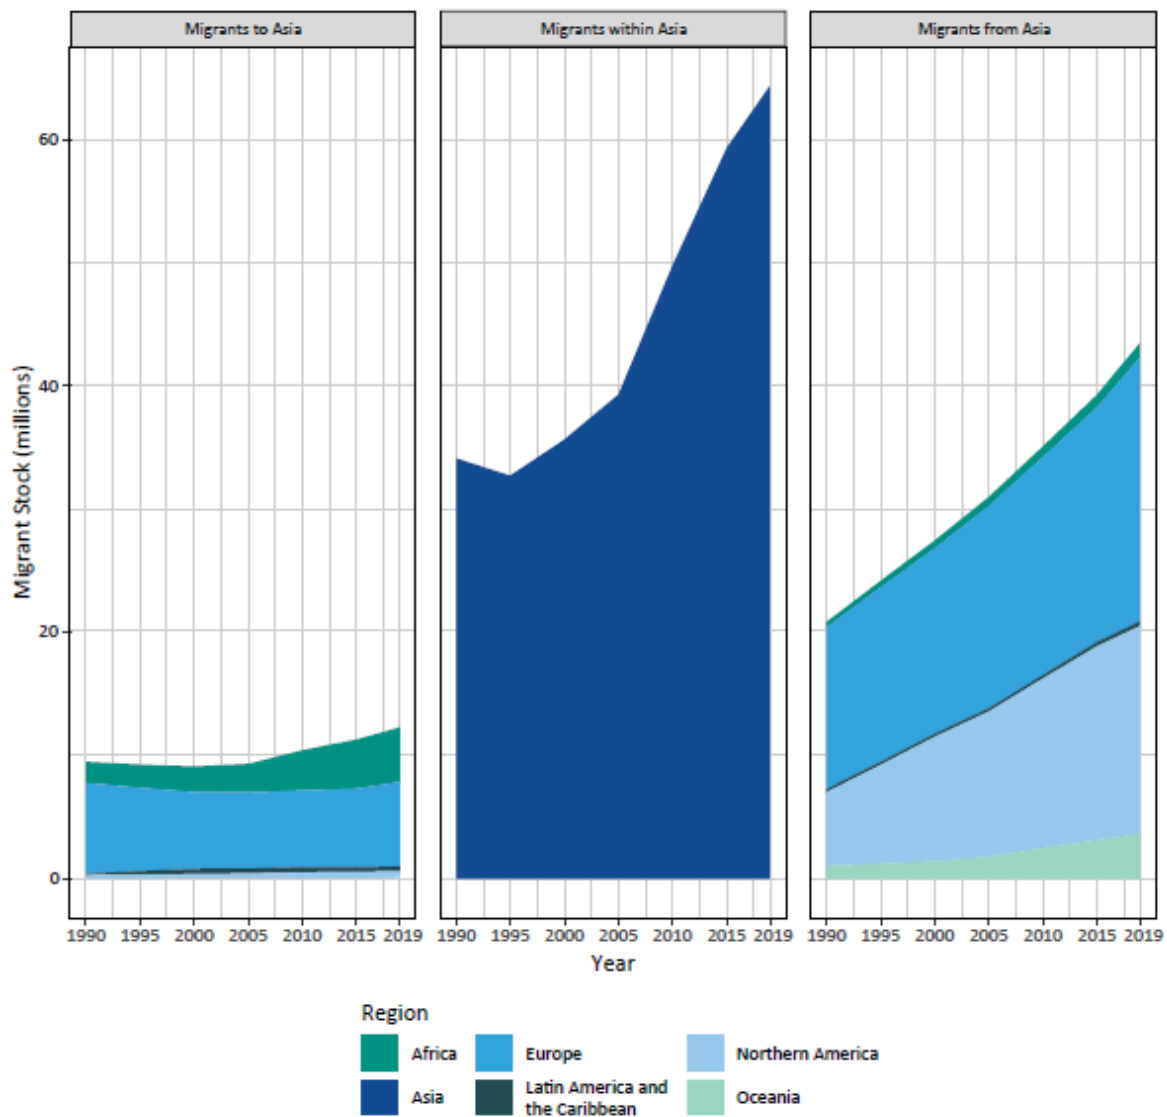 Migrants to Asia
Migrants within Asia
Migrants from Asia
Migrant Stock (millions)
60
40
20
0
1990 1995 2000 2005 2010 2015 2019
1990 1995 2000 2005 2010 2015 2019
1990 1995 2000 2005 2010 2015 2019
Year
Region
Africa
Europe
Northern America
Asia
Latin America and
the Caribbean
Oceania